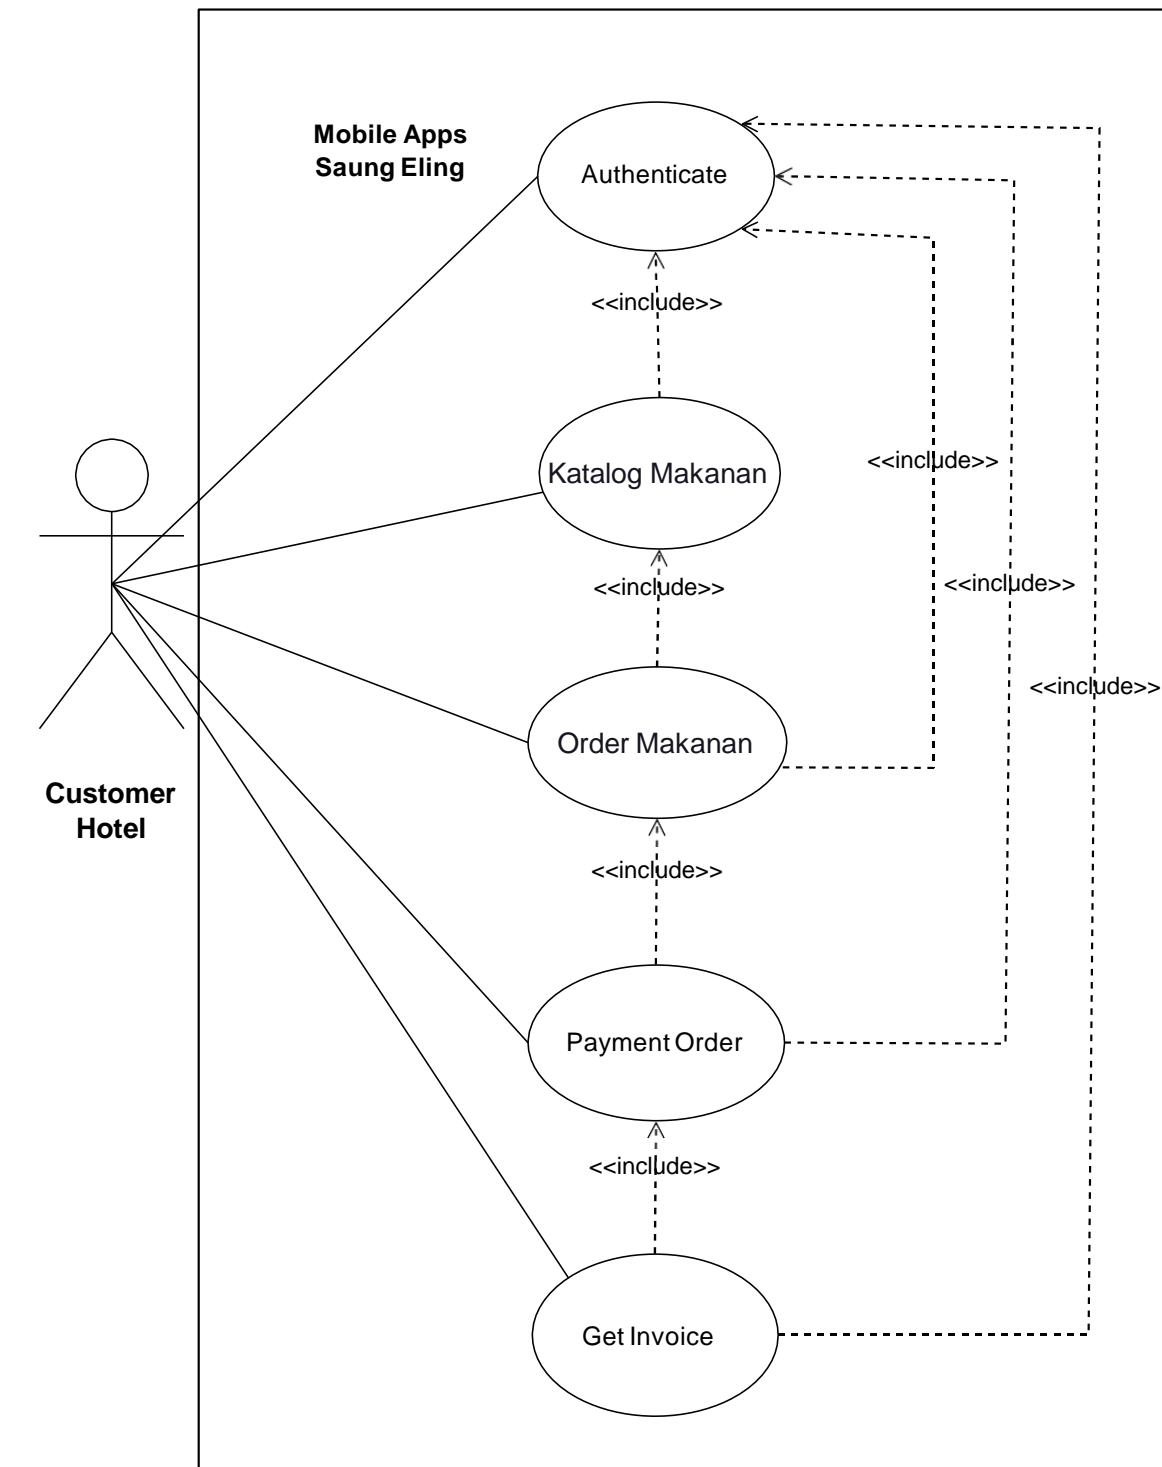 Mobile Apps
Saung Eling
Authenticate
<<include>>
Katalog Makanan
<<include>>
<<include>>
<<include>>
<<include>>
Order Makanan
Customer
Hotel
<<include>>
Payment Order
<<include>>
Get Invoice